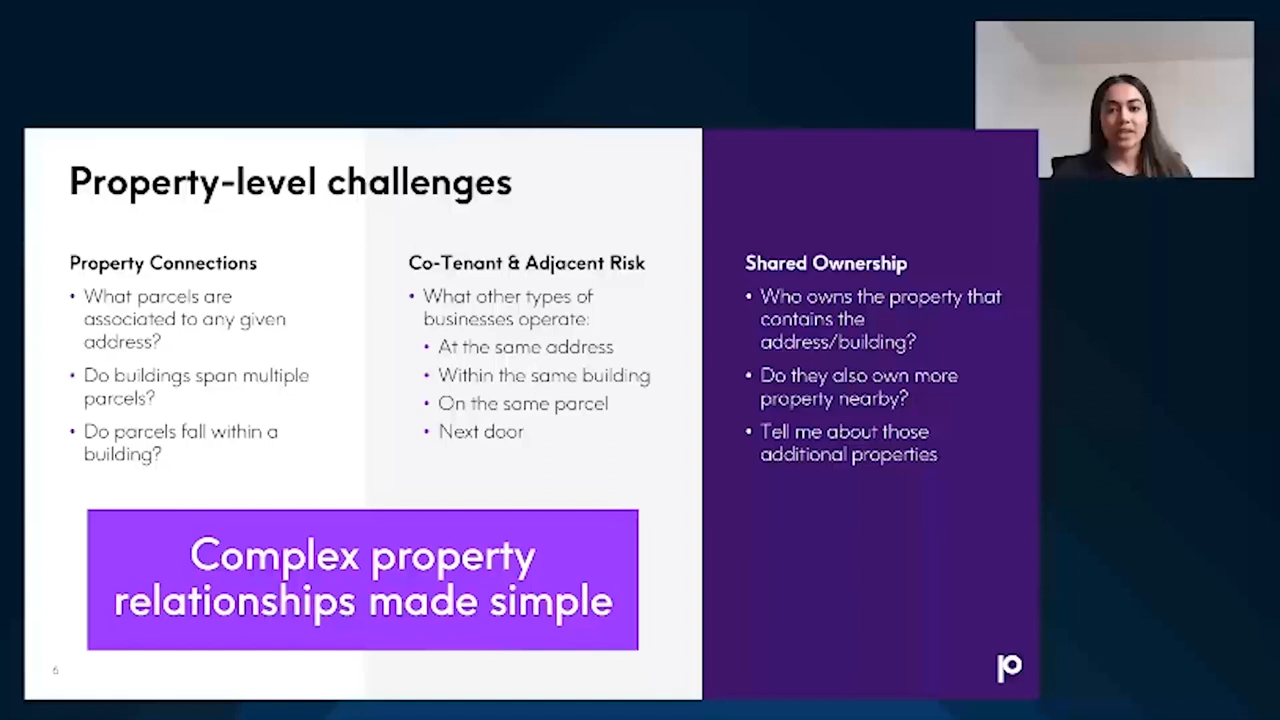 Property-level challenges
Property Connections
• What parcels are
associated to any given
address?
• Do buildings span multiple
parcels?
• Do parcels fall within a
building?
Co-Tenant & Adjacent Risk
• What other types of
businesses operate:
• At the same address
• Within the same building
• On the same parcel
• Next door
Shared Ownership
• Who owns the property that
contains the
address/building?
• Do they also own more
property nearby?
• Tell me about those
additional properties
Complex property
relationships made simple
6